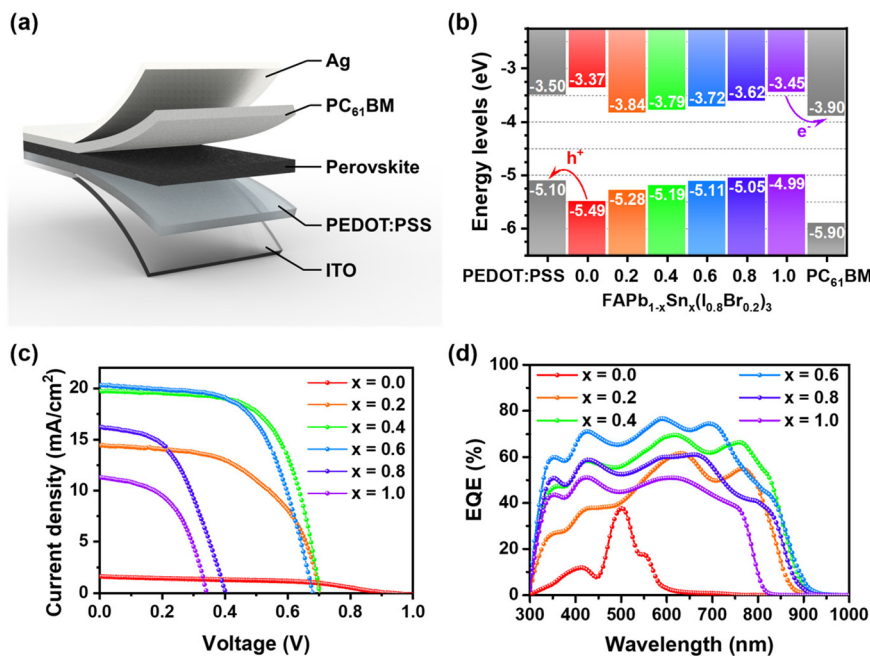 (a)
Ag
PC₆₁BM
Perovskite
PEDOT:PSS
ITO
(b)
Energy levels (eV)
-3
-4
-5
-6
-3.50
-3.37
-3.84
-3.79
-3.72
-3.62
-3.45
-3.90
e⁻
h⁺
-5.10
-5.49
-5.28
-5.19
-5.11
-5.05
-4.99
-5.90
PEDOT:PSS 0.0 0.2 0.4 0.6 0.8 1.0 PC₆₁BM
FAPb₁₋ₓSnₓ(I₀.₈Br₀.₂)₃
(c)
Current density (mA/cm²)
20
15
10
5
0
x = 0.0
x = 0.2
x = 0.4
x = 0.6
x = 0.8
x = 1.0
0.0 0.2 0.4 0.6 0.8 1.0
Voltage (V)
(d)
EQE (%)
100
80
60
40
20
0
x = 0.0
x = 0.2
x = 0.4
x = 0.6
x = 0.8
x = 1.0
300 400 500 600 700 800 900 1000
Wavelength (nm)